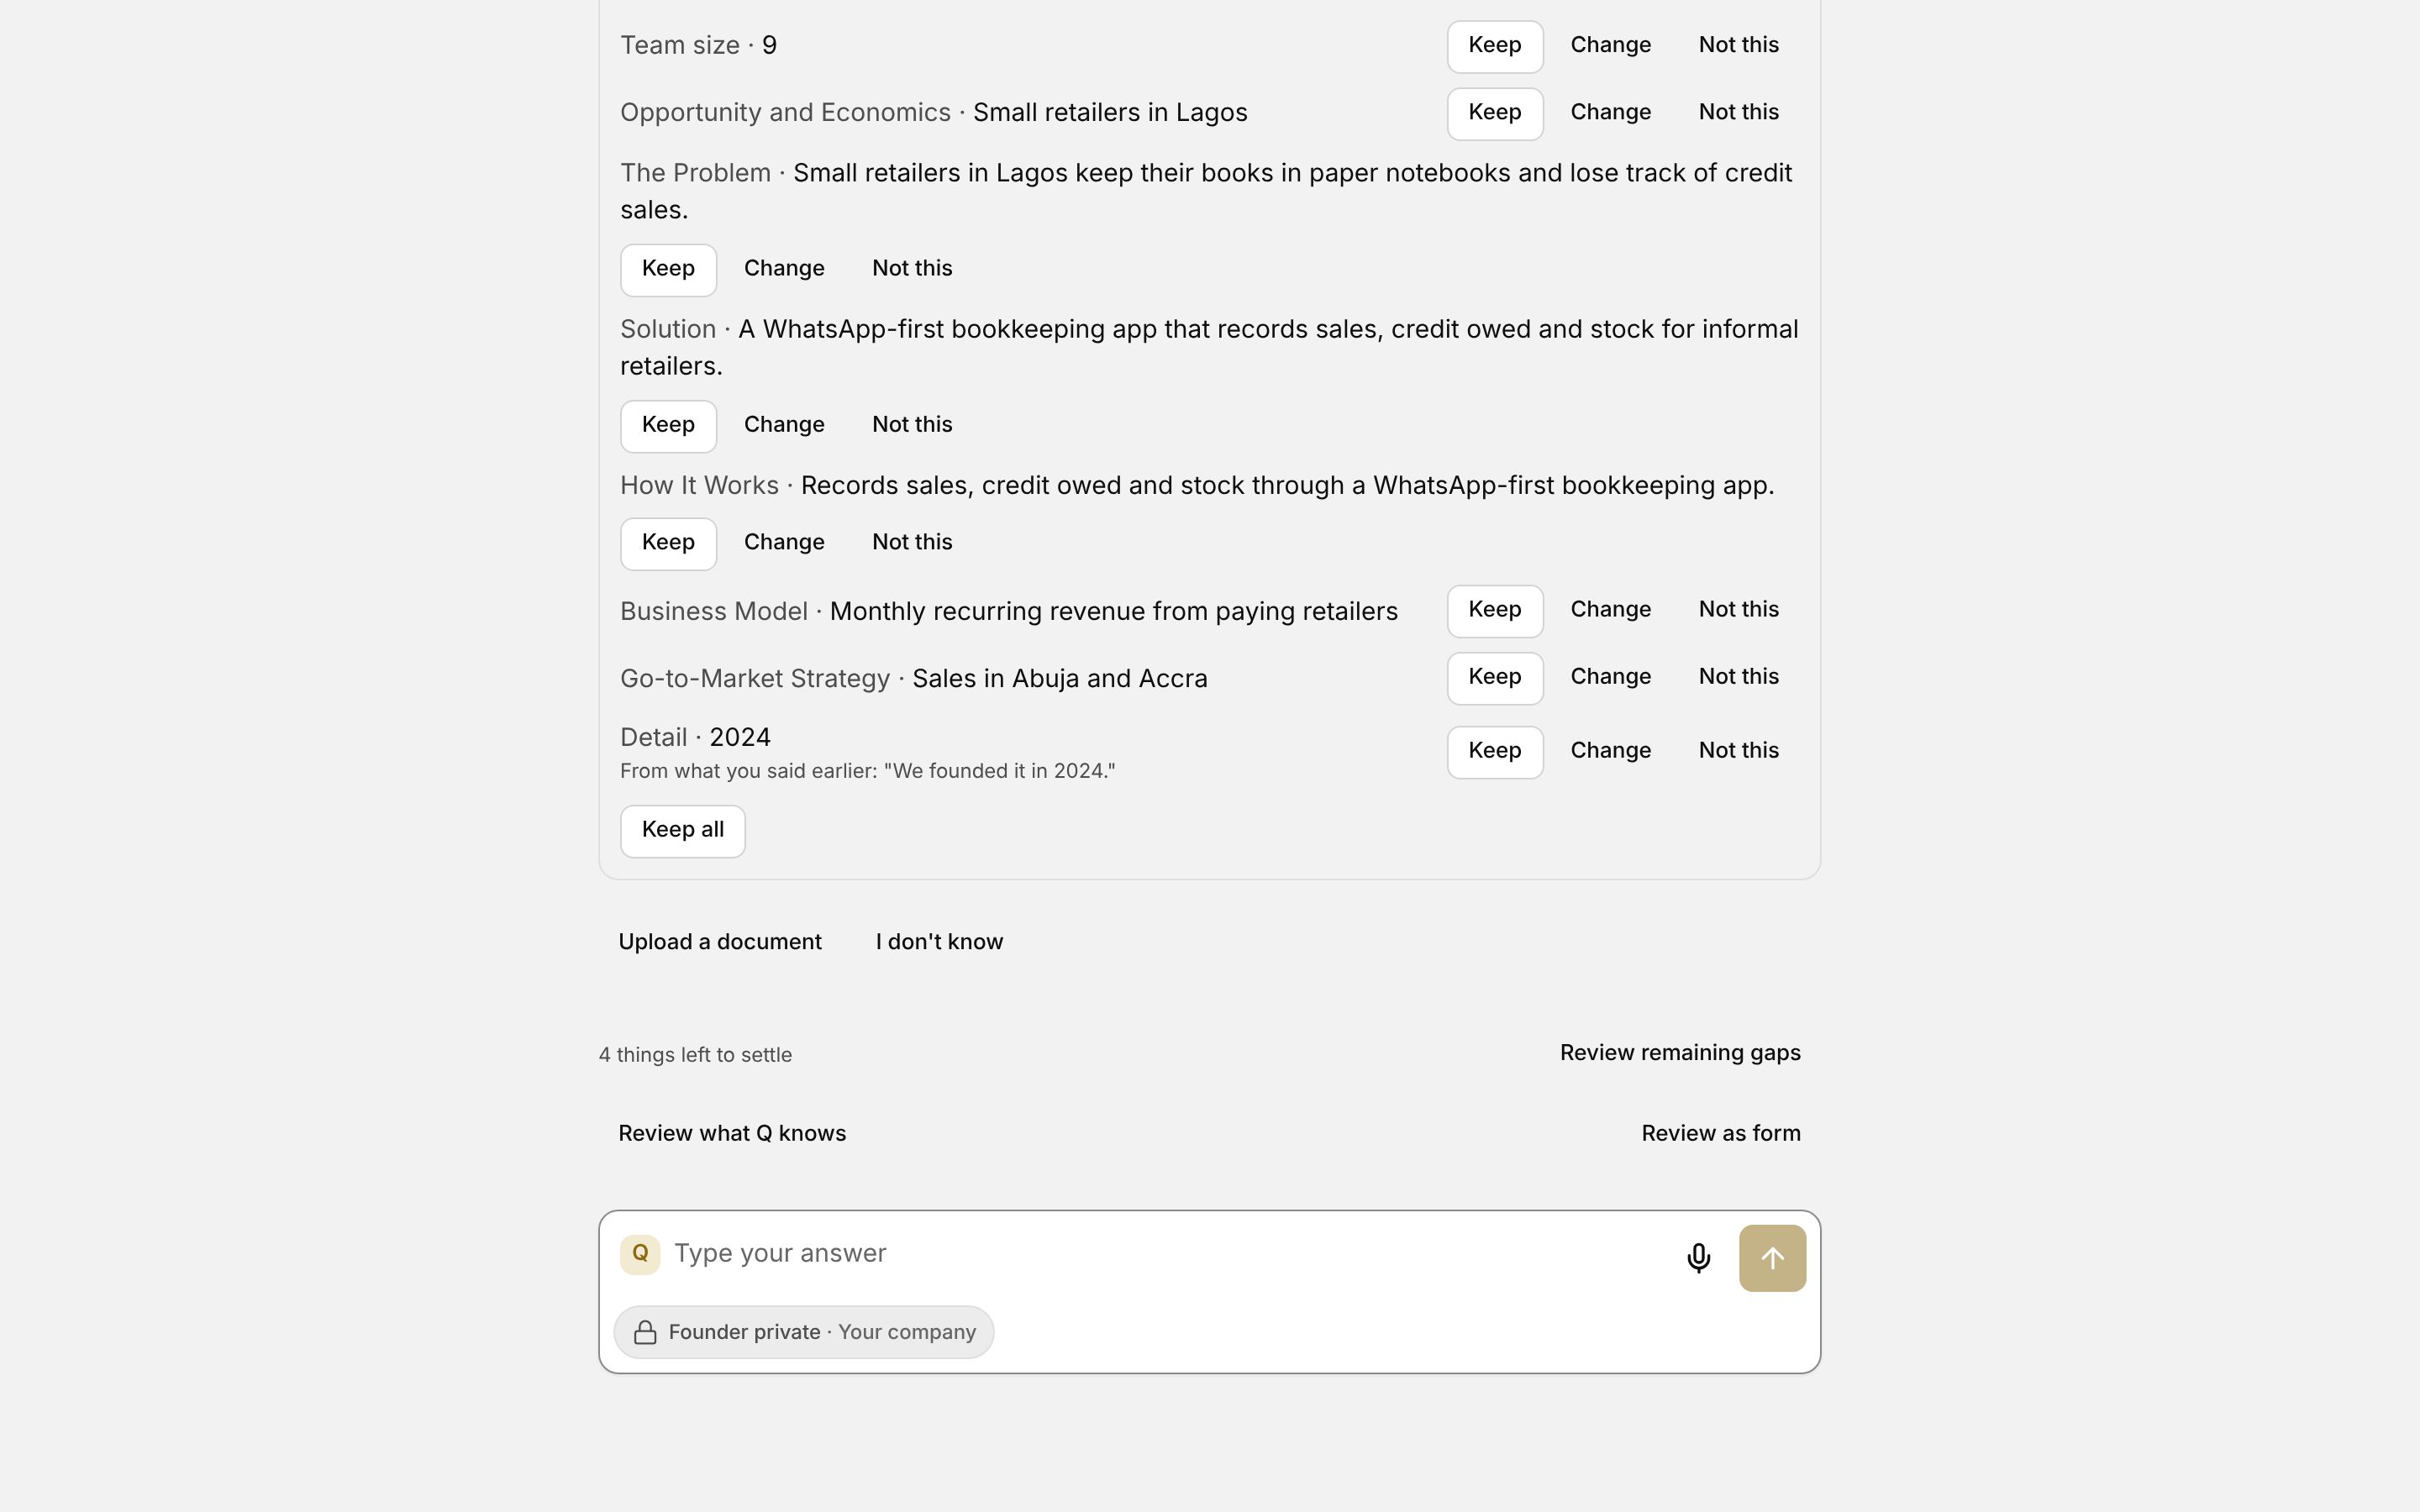 Team size · 9
Keep Change Not this
Opportunity and Economics · Small retailers in Lagos
Keep Change Not this
The Problem · Small retailers in Lagos keep their books in paper notebooks and lose track of credit
sales.
Keep Change Not this
Solution · A WhatsApp-first bookkeeping app that records sales, credit owed and stock for informal
retailers.
Keep Change Not this
How It Works · Records sales, credit owed and stock through a WhatsApp-first bookkeeping app.
Keep Change Not this
Business Model · Monthly recurring revenue from paying retailers
Keep Change Not this
Go-to-Market Strategy · Sales in Abuja and Accra
Keep Change Not this
Detail · 2024
From what you said earlier: "We founded it in 2024."
Keep Change Not this
Keep all
Upload a document I don't know
4 things left to settle
Review remaining gaps
Review what Q knows
Review as form
Q Type your answer
Founder private · Your company